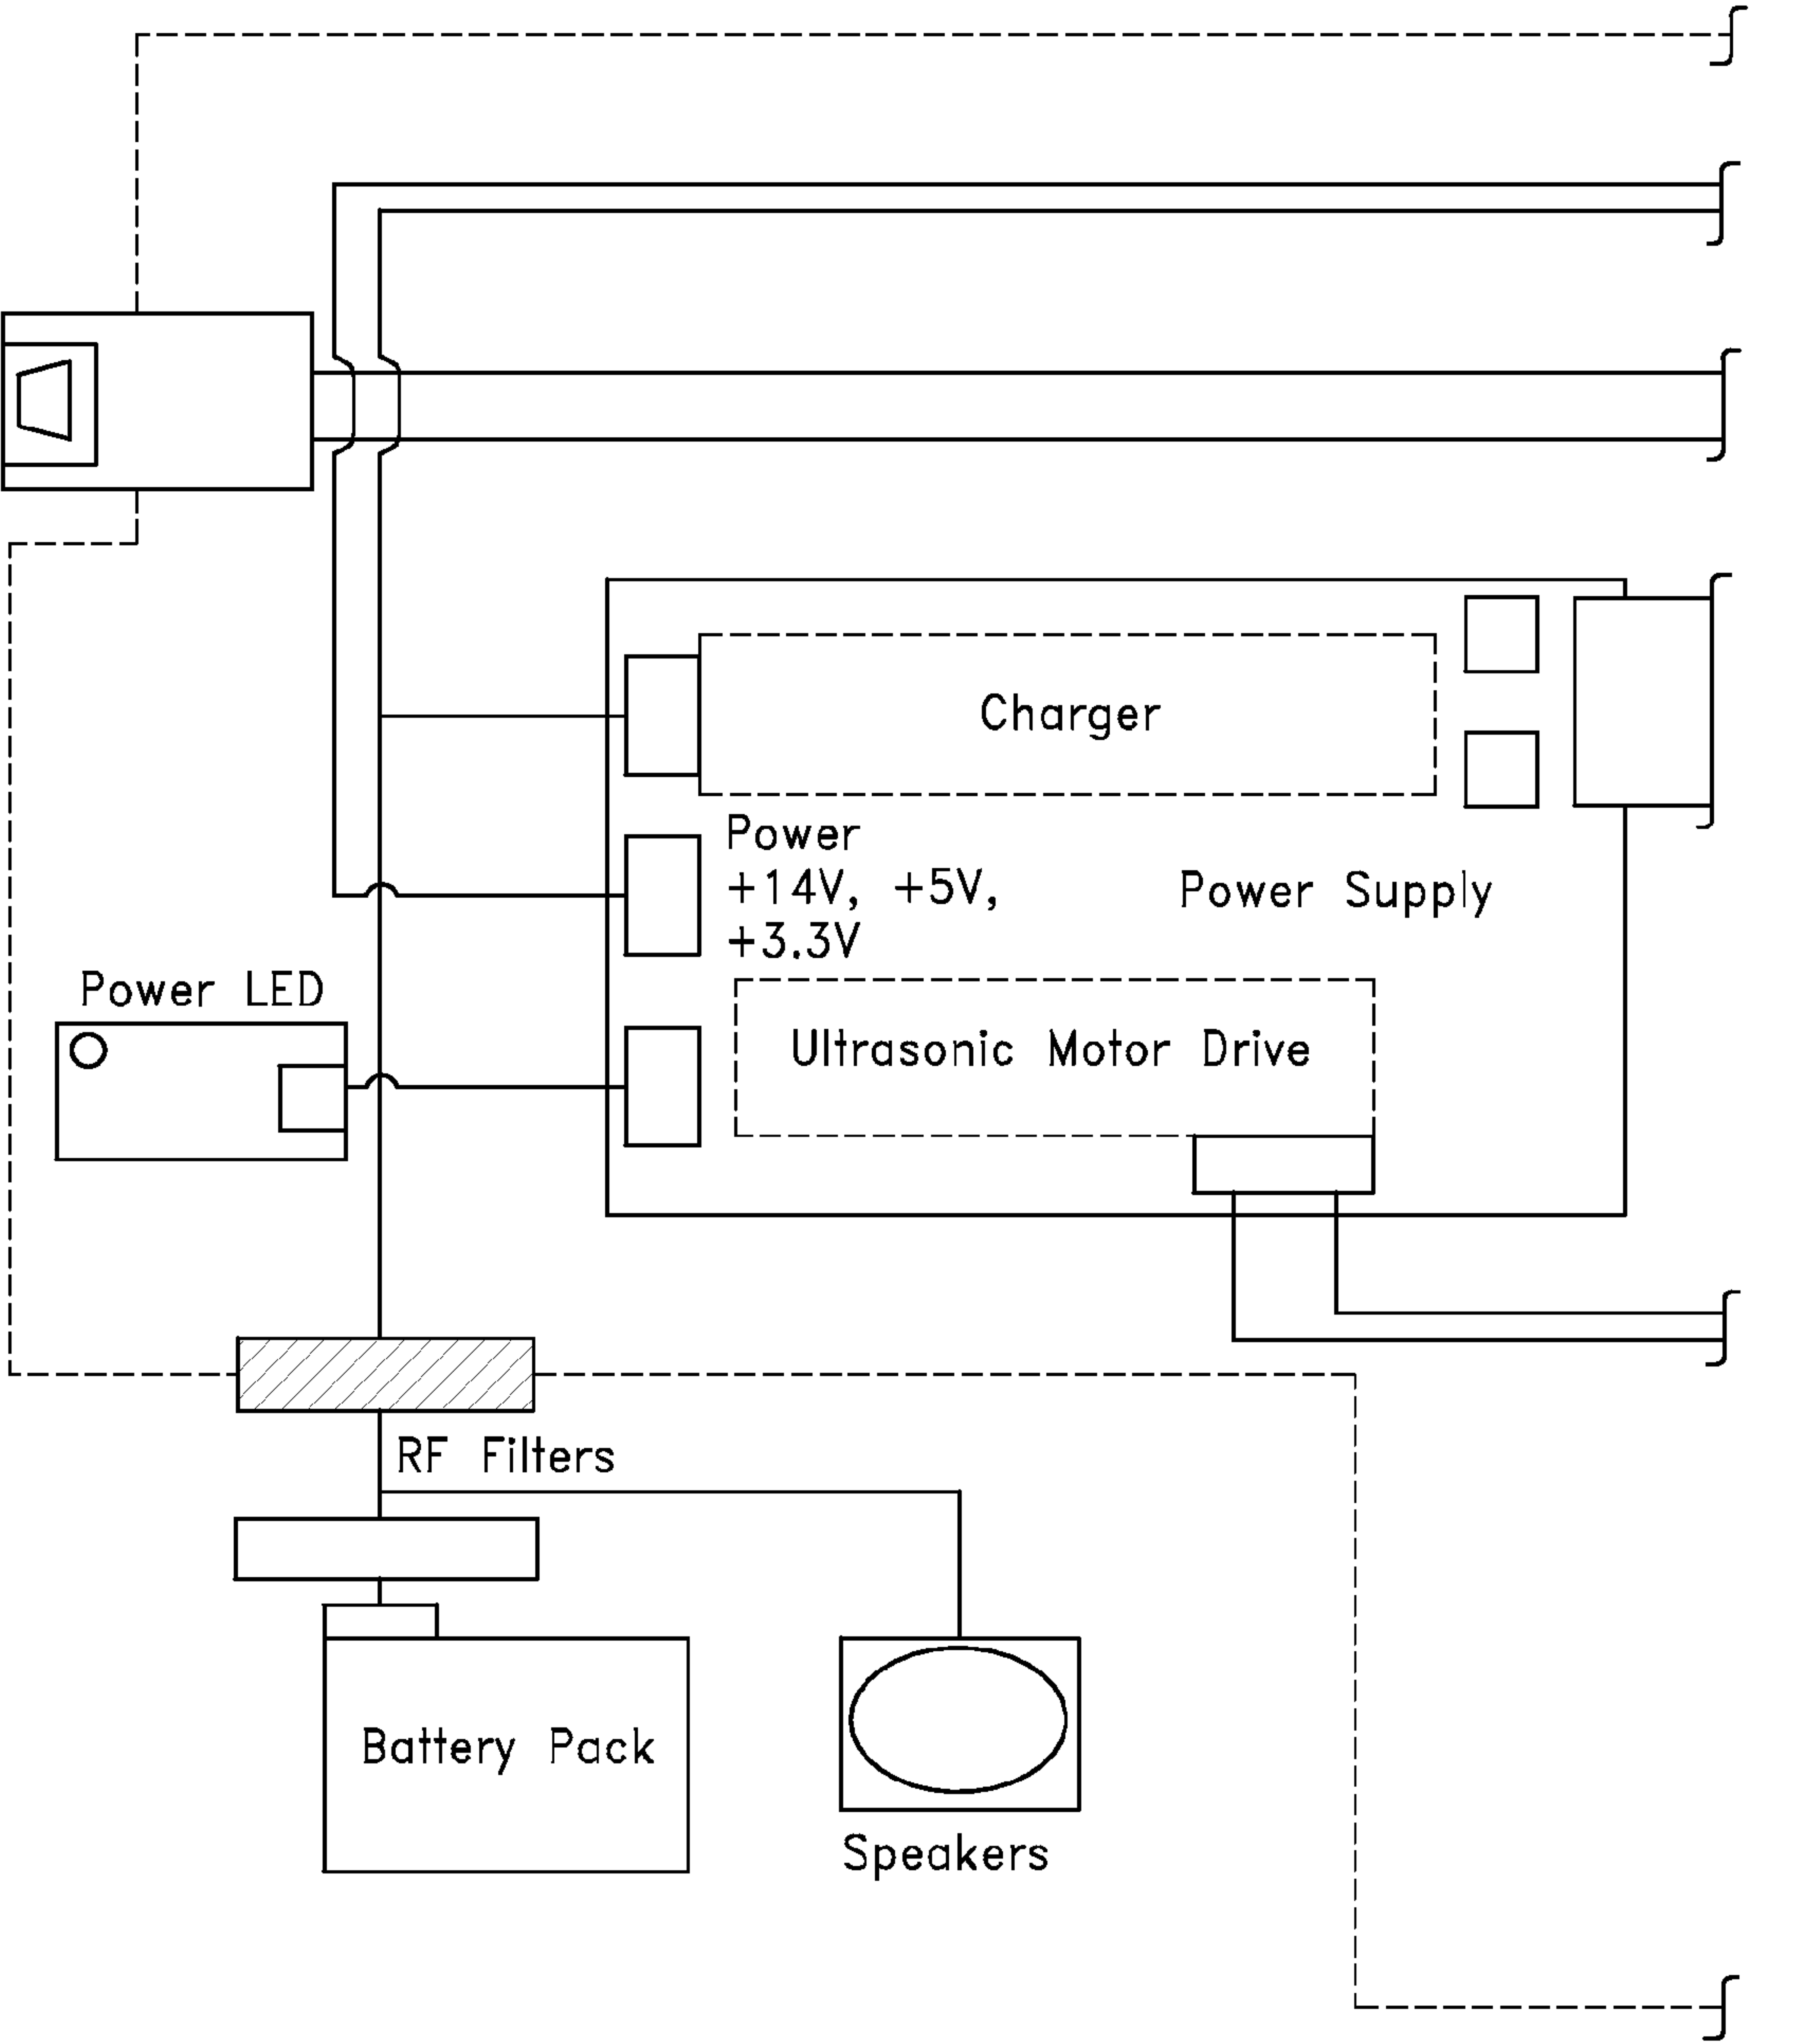 Charger
Power
+14V, +5V,
+3.3V
Power Supply
Power LED
Ultrasonic Motor Drive
RF Filters
Battery Pack
Speakers